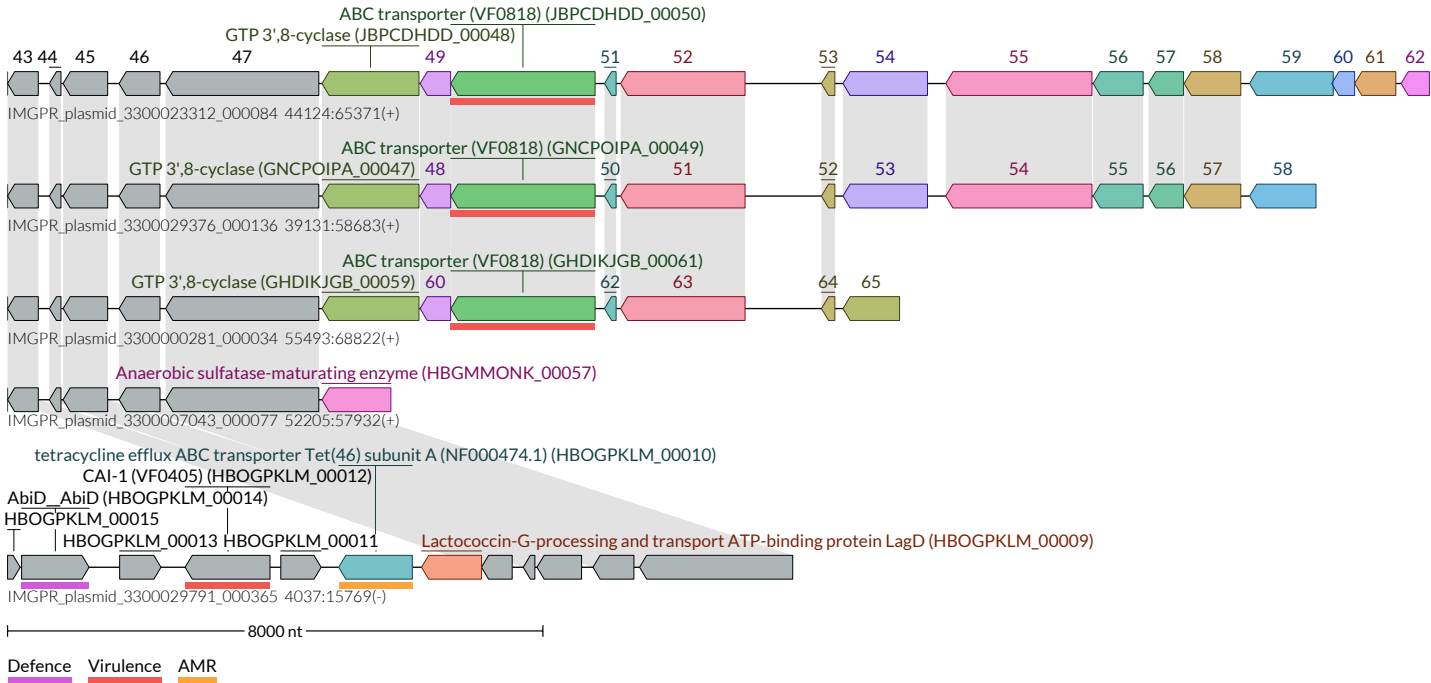 ABC transporter (VF0818) (JBPCDHDD_00050)
GTP 3',8-cyclase (JBPCDHDD_00048)
43 44 45 46 47 49 51 52 53 54 55 56 57 58 59 60 61 62
IMGPR_plasmid_3300023312_000084 44124:65371(+)
ABC transporter (VF0818) (GNCPOIPA_00049)
GTP 3',8-cyclase (GNCPOIPA_00047) 48 50 51 52 53 54 55 56 57 58
IMGPR_plasmid_3300029376_000136 39131:58683(+)
ABC transporter (VF0818) (GHDIKJGB_00061)
GTP 3',8-cyclase (GHDIKJGB_00059) 60 62 63 64 65
IMGPR_plasmid_3300000281_000034 55493:68822(+)
Anaerobic sulfatase-maturating enzyme (HBGMMONK_00057)
IMGPR_plasmid_3300007043_000077 52205:57932(+)
tetracycline efflux ABC transporter Tet(46) subunit A (NF000474.1) (HBOGPKLM_00010)
CAI-1 (VF0405) (HBOGPKLM_00012)
AbiD__AbiD (HBOGPKLM_00014)
HBOGPKLM_00015
HBOGPKLM_00013 HBOGPKLM_00011 Lactococcin-G-processing and transport ATP-binding protein LagD (HBOGPKLM_00009)
IMGPR_plasmid_3300029791_000365 4037:15769(-)
8000 nt
Defence Virulence AMR